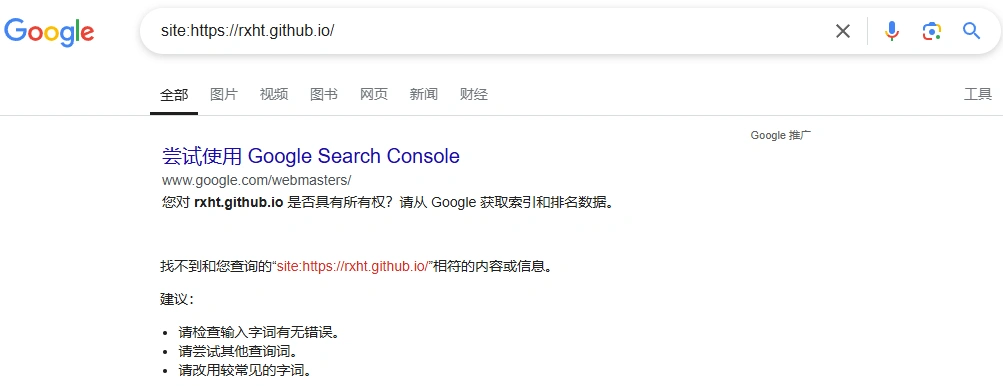 Google
site:https://rxht.github.io/
全部 图片 视频 图书 网页 新闻 财经 工具
Google 推广
尝试使用 Google Search Console
www.google.com/webmasters/
您对 rxht.github.io 是否具有所有权？请从 Google 获取索引和排名数据。
找不到和您查询的“site:https://rxht.github.io/”相符的内容或信息。
建议：
• 请检查输入字词有无错误。
• 请尝试其他查询词。
• 请改用较常见的字词。